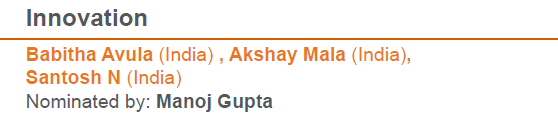 Innovation
Babitha Avula (India) , Akshay Mala (India),
Santosh N (India)
Nominated by: Manoj Gupta